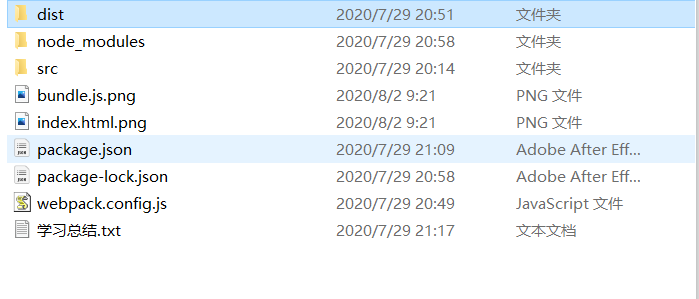 dist 2020/7/29 20:51 文件夹
node_modules 2020/7/29 20:58 文件夹
src 2020/7/29 20:14 文件夹
bundle.js.png 2020/8/2 9:21 PNG 文件
index.html.png 2020/8/2 9:21 PNG 文件
package.json 2020/7/29 21:09 Adobe After Eff...
package-lock.json 2020/7/29 20:58 Adobe After Eff...
webpack.config.js 2020/7/29 20:49 JavaScript 文件
学习总结.txt 2020/7/29 21:17 文本文档